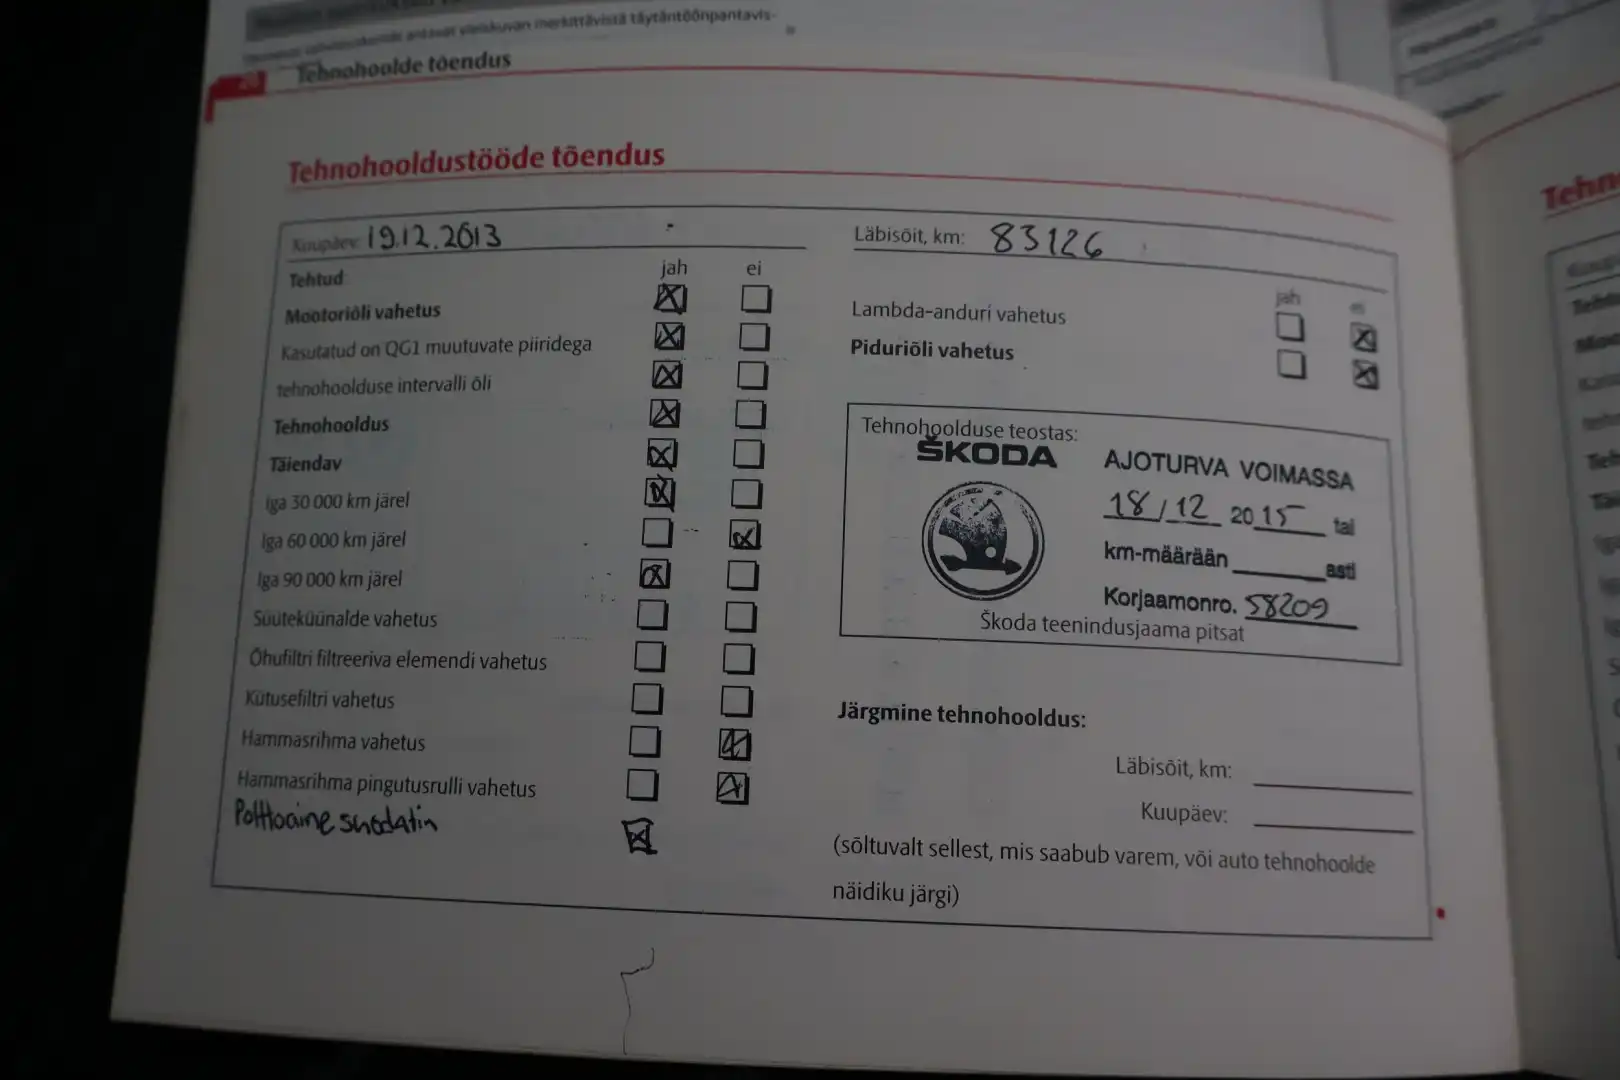 20 Tehnohoolde tõendus
Tehnohooldustööde tõendus
Kuupäev: 19.12.2013
Läbisõit, km: 83126
Tehtud
jah ei
Mootoriõli vahetus
Kasutatud on QG1 muutuvate piiridega
tehnohoolduse intervalli õli
Tehnohooldus
Täiendav
Iga 30 000 km järel
Iga 60 000 km järel
Iga 90 000 km järel
Süüteküünalde vahetus
Õhufiltri filtreeriva elemendi vahetus
Kütusefiltri vahetus
Hammasrihma vahetus
Hammasrihma pingutusrulli vahetus
Polttoaine suodatin
jah ei
Lambda-anduri vahetus
Piduriõli vahetus
Tehnohoolduse teostas:
ŠKODA
AJOTURVA VOIMASSA
18/12 2015 tai
km-määrään asti
Korjaamonro. 58209
Škoda teenindusjaama pitsat
Järgmine tehnohooldus:
Läbisõit, km:
Kuupäev:
(sõltuvalt sellest, mis saabub varem, või auto tehnohoolde
näidiku järgi)